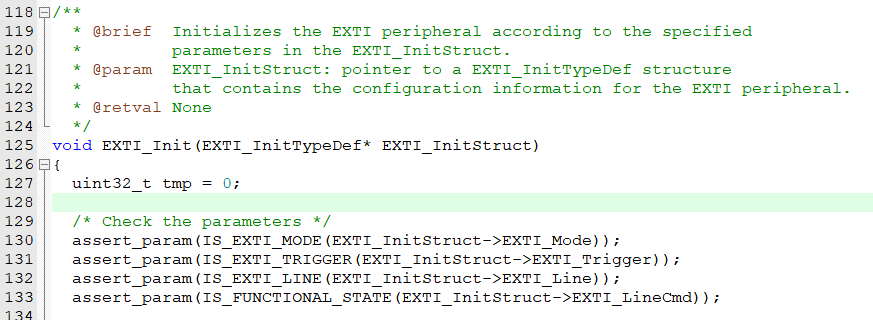 118 /**
119   * @brief  Initializes the EXTI peripheral according to the specified
120   *         parameters in the EXTI_InitStruct.
121   * @param  EXTI_InitStruct: pointer to a EXTI_InitTypeDef structure
122   *         that contains the configuration information for the EXTI peripheral.
123   * @retval None
124   */
125 void EXTI_Init(EXTI_InitTypeDef* EXTI_InitStruct)
126 {
127   uint32_t tmp = 0;
128
129   /* Check the parameters */
130   assert_param(IS_EXTI_MODE(EXTI_InitStruct->EXTI_Mode));
131   assert_param(IS_EXTI_TRIGGER(EXTI_InitStruct->EXTI_Trigger));
132   assert_param(IS_EXTI_LINE(EXTI_InitStruct->EXTI_Line));
133   assert_param(IS_FUNCTIONAL_STATE(EXTI_InitStruct->EXTI_LineCmd));
134